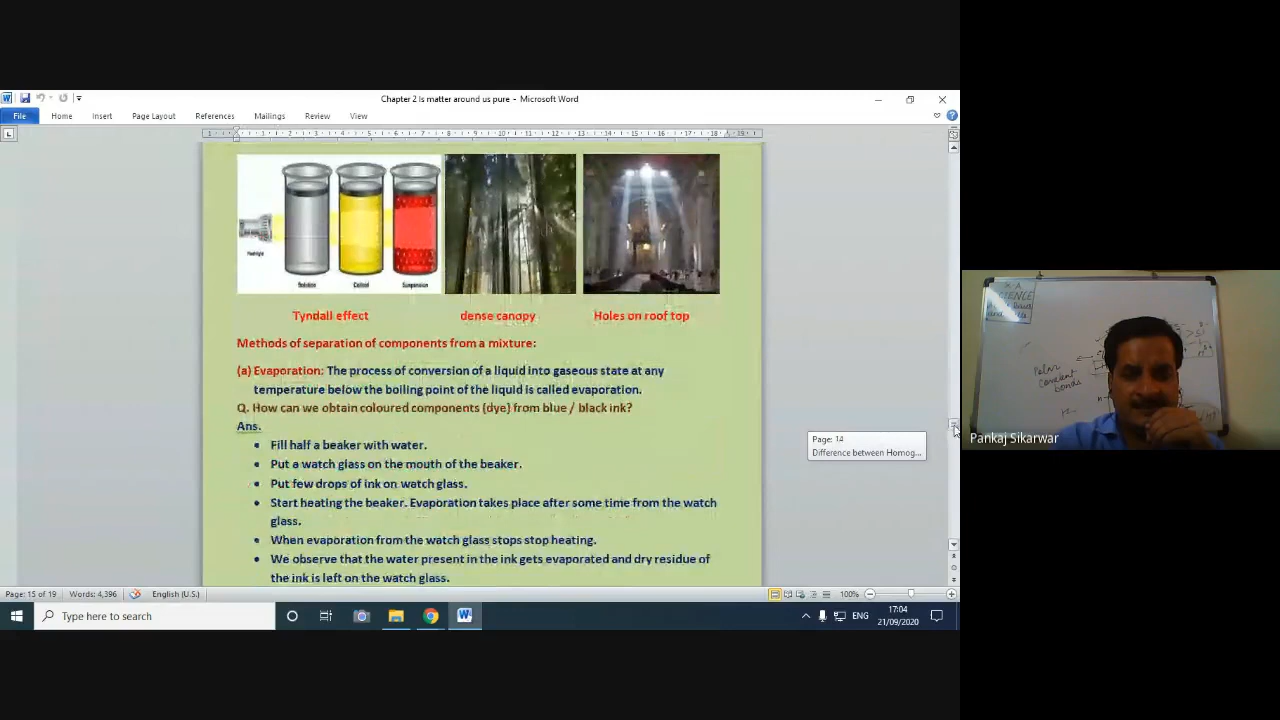 Chapter 2 Is matter around us pure - Microsoft Word
File Home Insert Page Layout References Mailings Review View
Flashlight
Solution Colloid Suspension
Tyndall effect dense canopy Holes on roof top
Methods of separation of components from a mixture:
(a) Evaporation: The process of conversion of a liquid into gaseous state at any
temperature below the boiling point of the liquid is called evaporation.
Q. How can we obtain coloured components (dye) from blue / black ink?
Ans.
• Fill half a beaker with water.
• Put a watch glass on the mouth of the beaker.
• Put few drops of ink on watch glass.
• Start heating the beaker. Evaporation takes place after some time from the watch
glass.
• When evaporation from the watch glass stops stop heating.
• We observe that the water present in the ink gets evaporated and dry residue of
the ink is left on the watch glass.
Page: 14
Difference between Homog...
Page: 15 of 19 Words: 4,396 English (U.S.) 100%
Type here to search
ENG
17:04
21/09/2020
X-A
SCIENCE
Polar
covalent
bonds
Pankaj Sikarwar